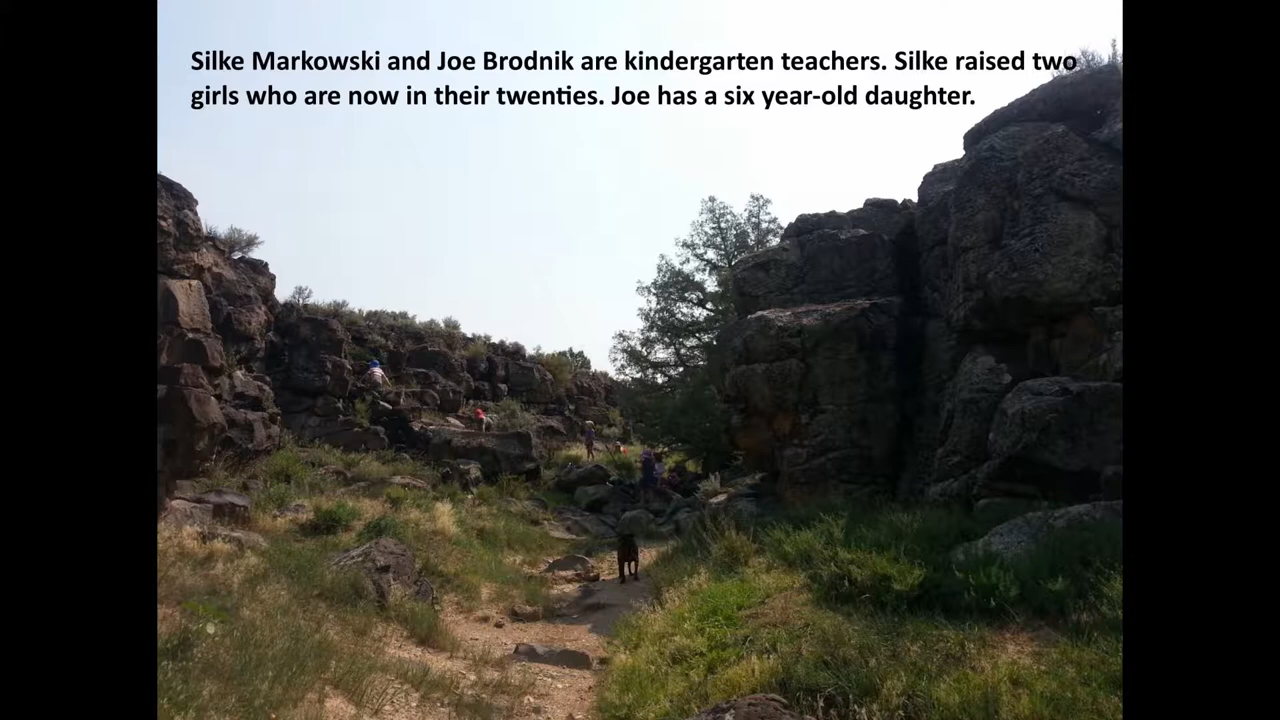 Silke Markowski and Joe Brodnik are kindergarten teachers. Silke raised two
girls who are now in their twenties. Joe has a six year-old daughter.